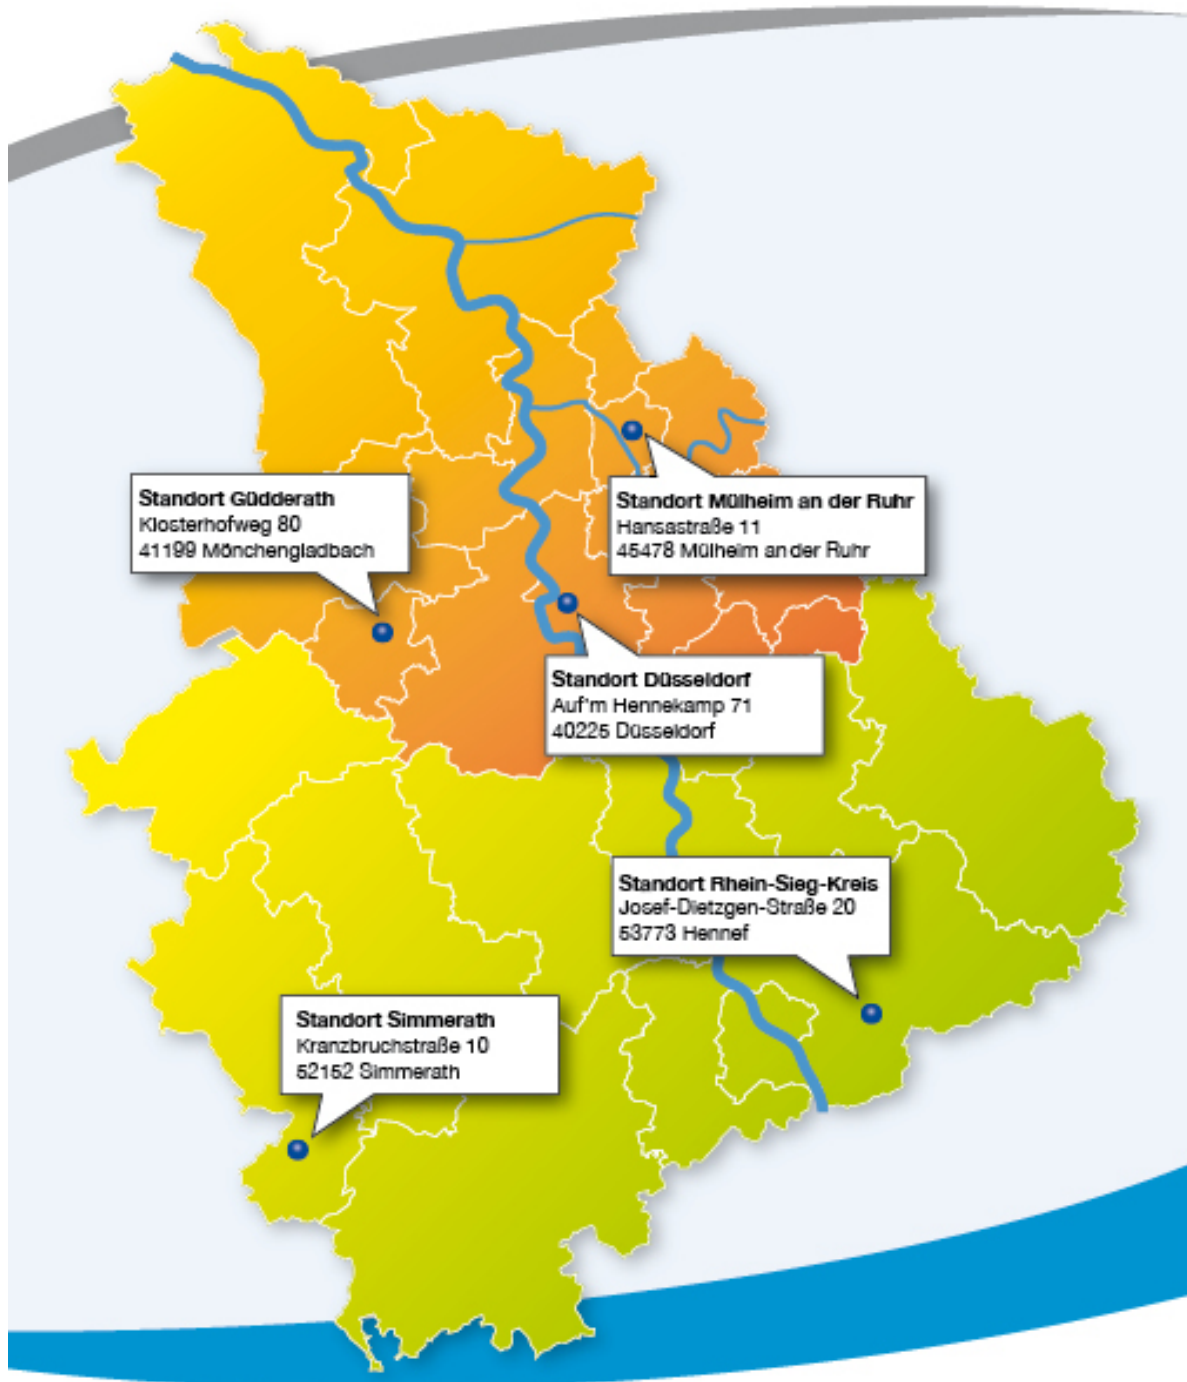 Standort Güdderath
Klosterhofweg 80
41199 Mönchengladbach
Standort Mülheim an der Ruhr
Hansastraße 11
45478 Mülheim an der Ruhr
Standort Düsseldorf
Auf'm Hennekamp 71
40225 Düsseldorf
Standort Rhein-Sieg-Kreis
Josef-Dietzgen-Straße 20
53773 Hennef
Standort Simmerath
Kranzbruchstraße 10
52152 Simmerath